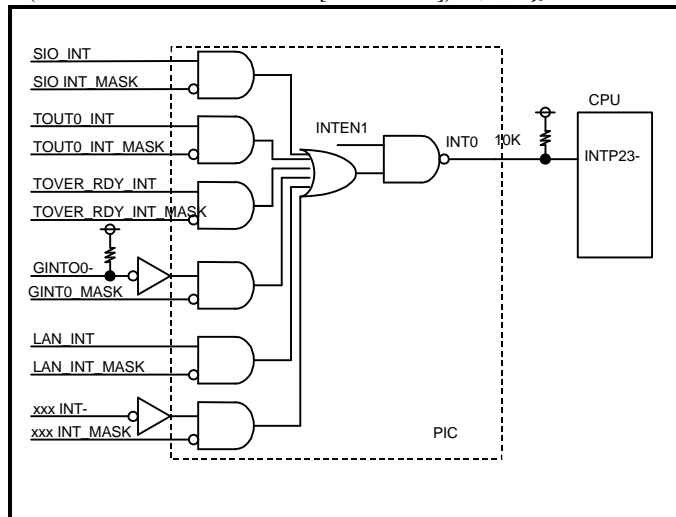 SIO_INT
SIO INT_MASK
TOUT0_INT
TOUT0_INT_MASK
TOVER_RDY_INT
TOVER_RDY_INT_MASK
GINTO0-
GINT0_MASK
LAN_INT
LAN_INT_MASK
xxx INT-
xxx INT_MASK
INTEN1
INT0
10K
CPU
INTP23-
PIC